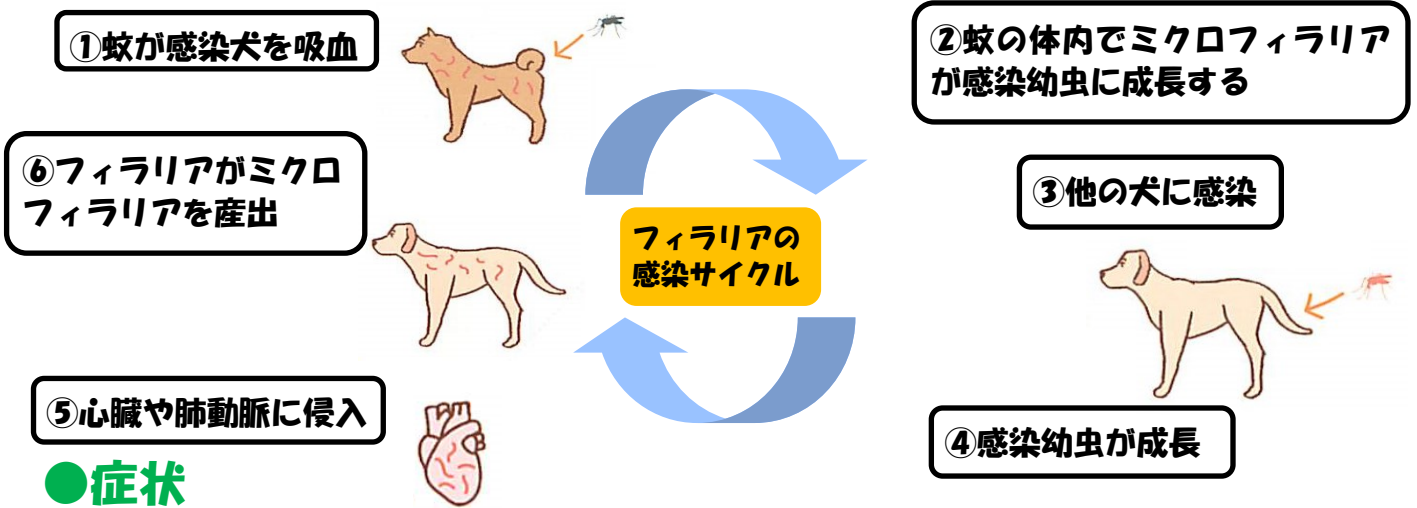 ①蚊が感染犬を吸血
②蚊の体内でミクロフィラリア
が感染幼虫に成長する
③他の犬に感染
④感染幼虫が成長
⑤心臓や肺動脈に侵入
⑥フィラリアがミクロ
フィラリアを産出
フィラリアの
感染サイクル
●症状